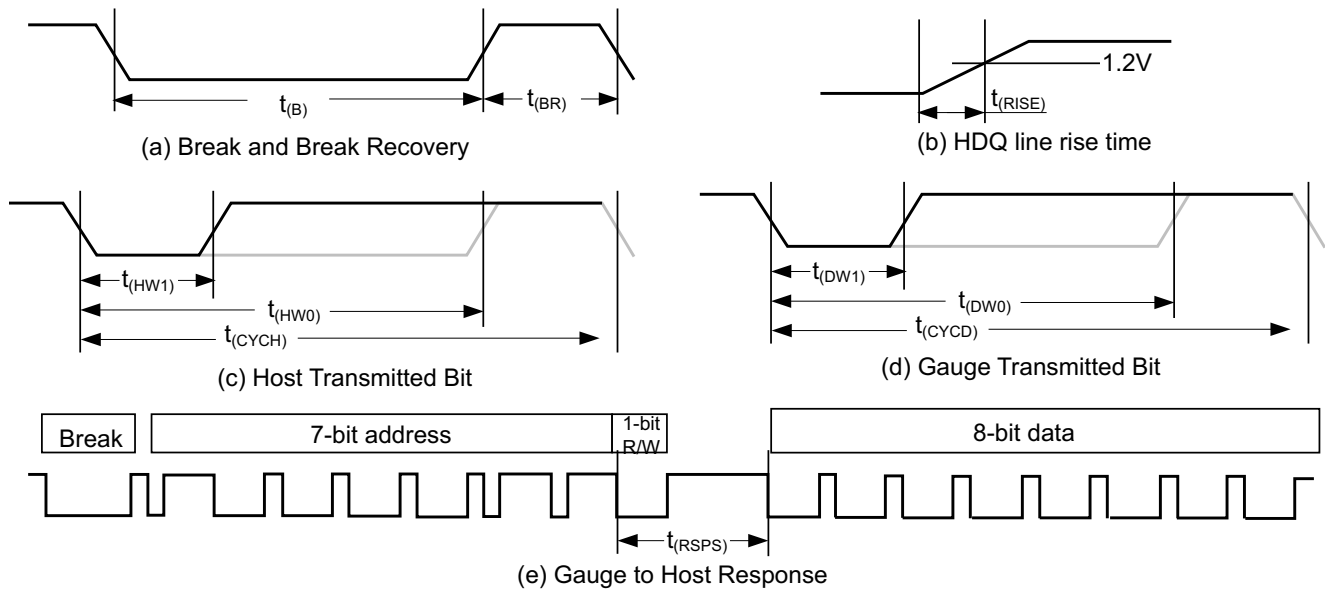 t(B)
t(BR)
(a) Break and Break Recovery
1.2V
t(RISE)
(b) HDQ line rise time
t(HW1)
t(HW0)
t(CYCH)
(c) Host Transmitted Bit
t(DW1)
t(DW0)
t(CYCD)
(d) Gauge Transmitted Bit
Break
7-bit address
1-bit
R/W
8-bit data
t(RSPS)
(e) Gauge to Host Response